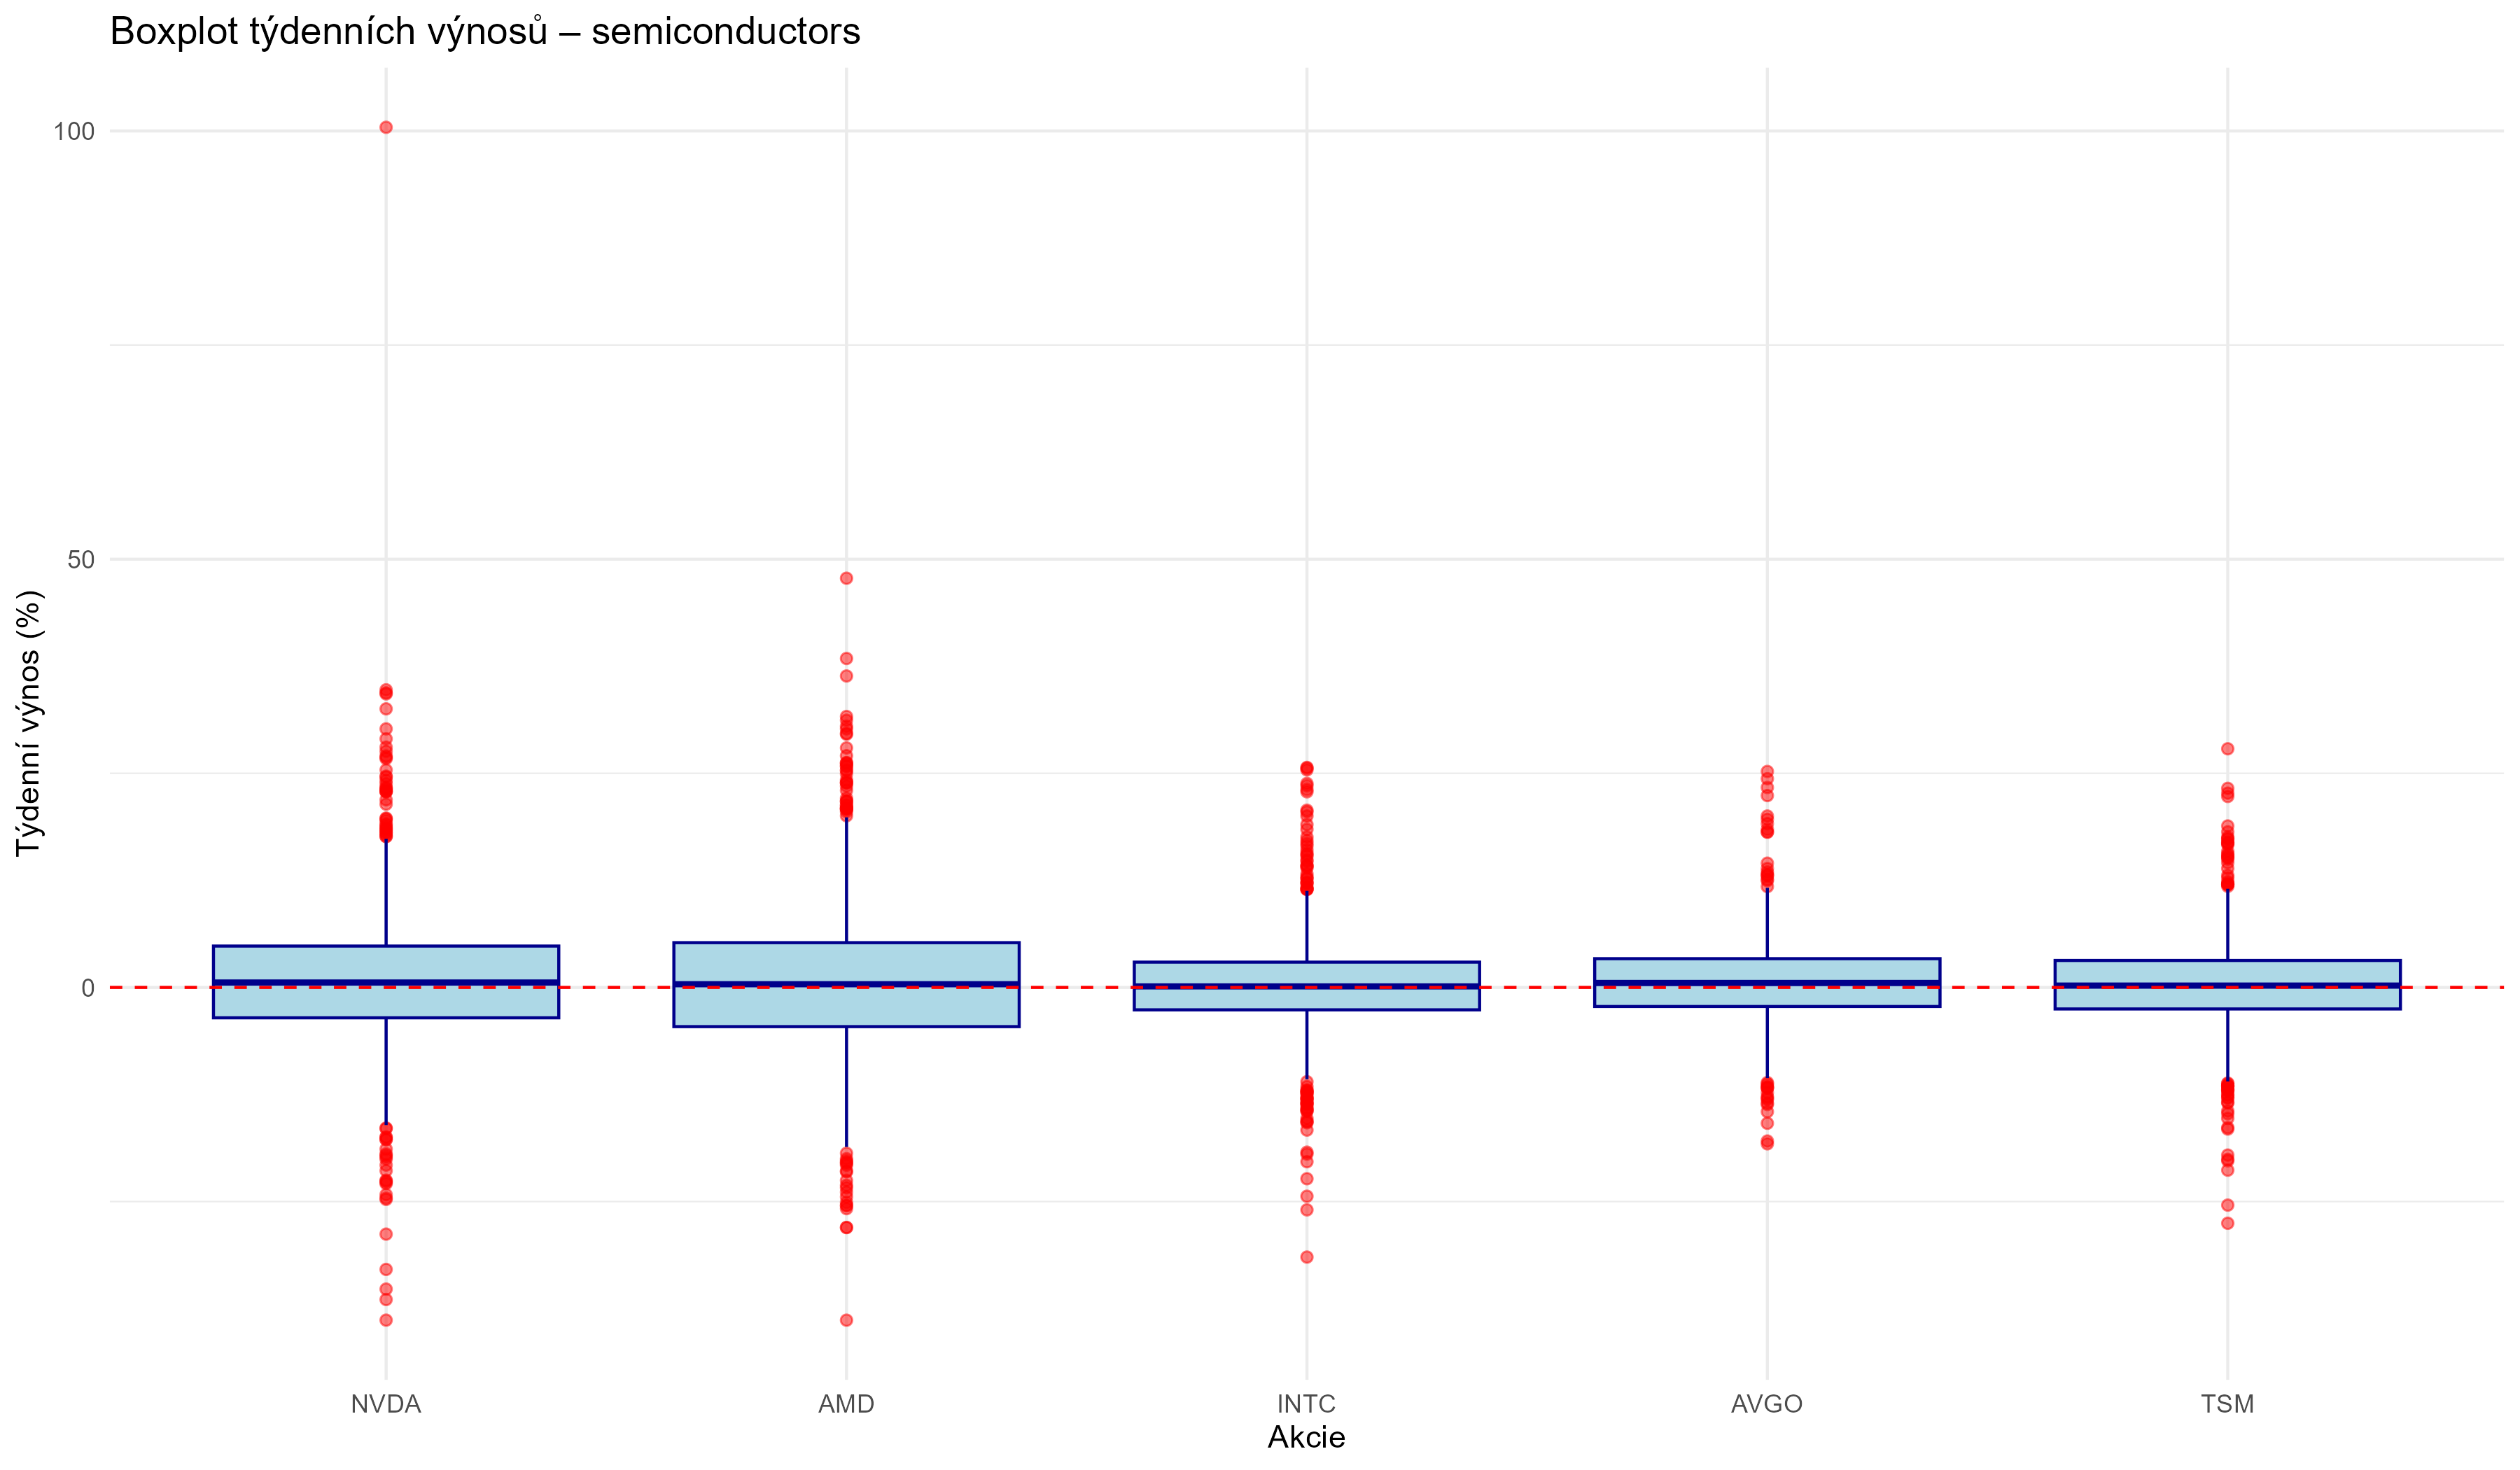 Boxplot týdenních výnosů – semiconductors
100
50
0
Týdenní výnos (%)
NVDA
AMD
INTC
AVGO
TSM
Akcie